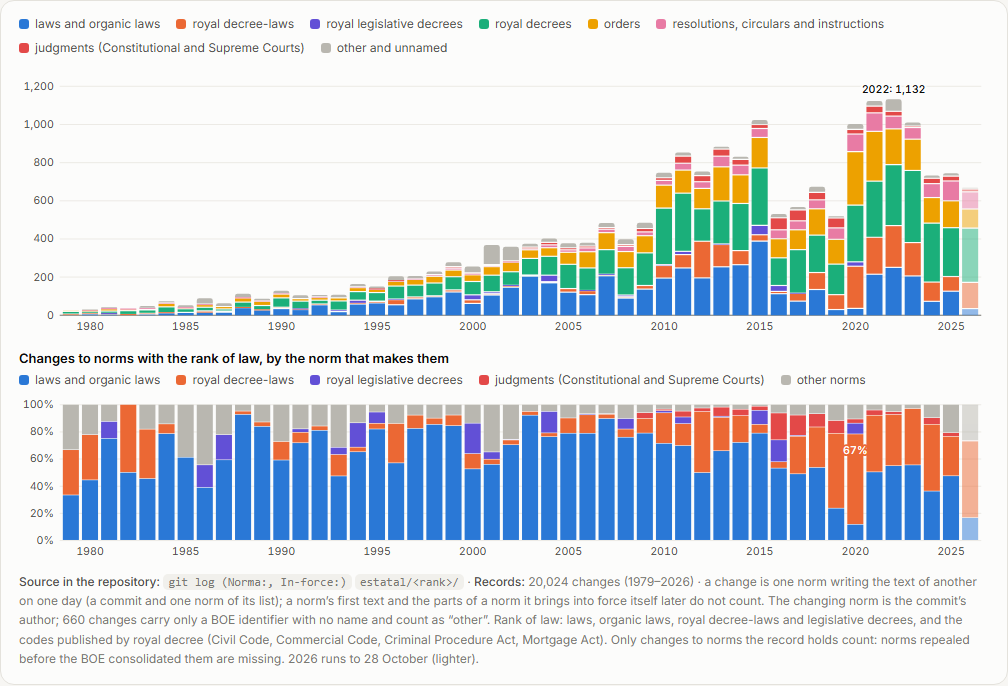 laws and organic laws royal decree-laws royal legislative decrees royal decrees orders resolutions, circulars and instructions
judgments (Constitutional and Supreme Courts) other and unnamed
2022: 1,132
1,200
1,000
800
600
400
200
0
1980 1985 1990 1995 2000 2005 2010 2015 2020 2025
Changes to norms with the rank of law, by the norm that makes them
laws and organic laws royal decree-laws royal legislative decrees judgments (Constitutional and Supreme Courts) other norms
100%
80%
67%
60%
40%
20%
0%
1980 1985 1990 1995 2000 2005 2010 2015 2020 2025
Source in the repository: git log (Norma:, In-force:) estatal/<rank>/ · Records: 20,024 changes (1979–2026) · a change is one norm writing the text of another
on one day (a commit and one norm of its list); a norm’s first text and the parts of a norm it brings into force itself later do not count. The changing norm is the commit’s
author; 660 changes carry only a BOE identifier with no name and count as “other”. Rank of law: laws, organic laws, royal decree-laws and legislative decrees, and the
codes published by royal decree (Civil Code, Commercial Code, Criminal Procedure Act, Mortgage Act). Only changes to norms the record holds count: norms repealed
before the BOE consolidated them are missing. 2026 runs to 28 October (lighter).